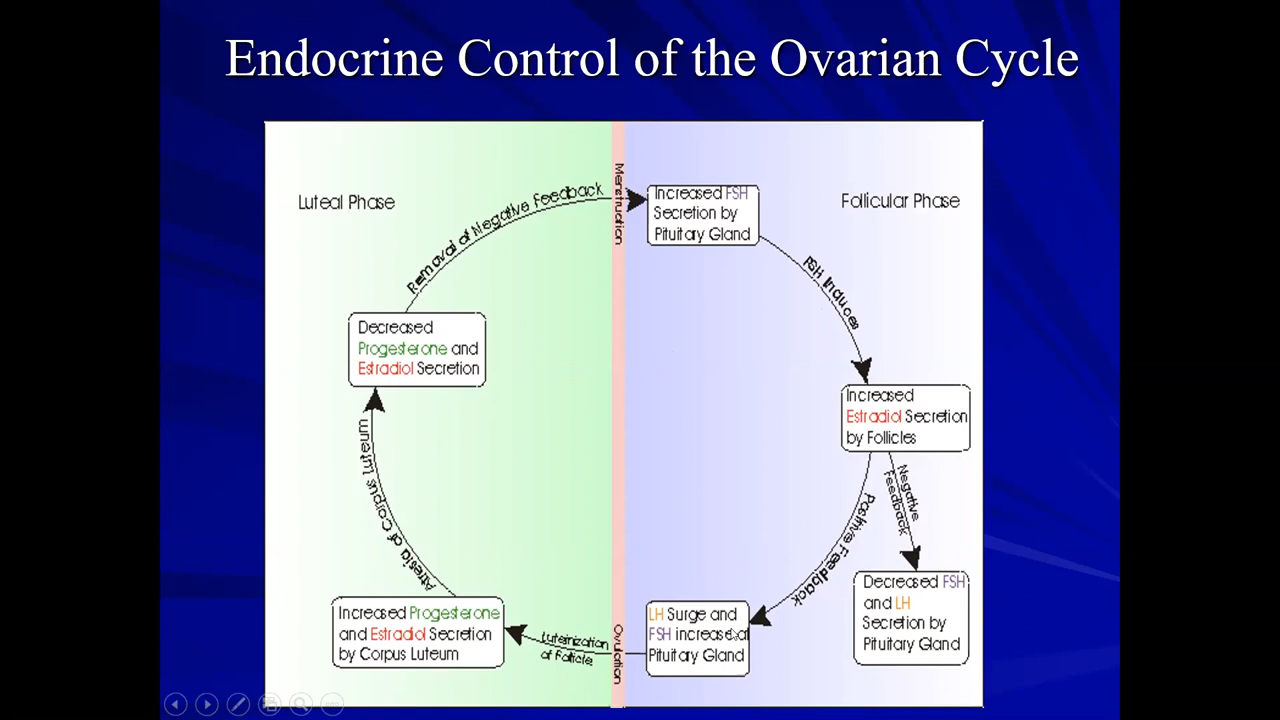 Endocrine Control of the Ovarian Cycle
Luteal Phase
Removal of Negative Feedback
Menstruation
Increased FSH
Secretion by
Pituitary Gland
Follicular Phase
FSH Induces
Increased
Estradiol Secretion
by Follicles
Negative
Feedback
Decreased FSH
and LH
Secretion by
Pituitary Gland
Positive Feedback
LH Surge and
FSH increase at
Pituitary Gland
Ovulation
Luteinization
of Follicle
Increased Progesterone
and Estradiol Secretion
by Corpus Luteum
Atresia of Corpus Luteum
Decreased
Progesterone and
Estradiol Secretion